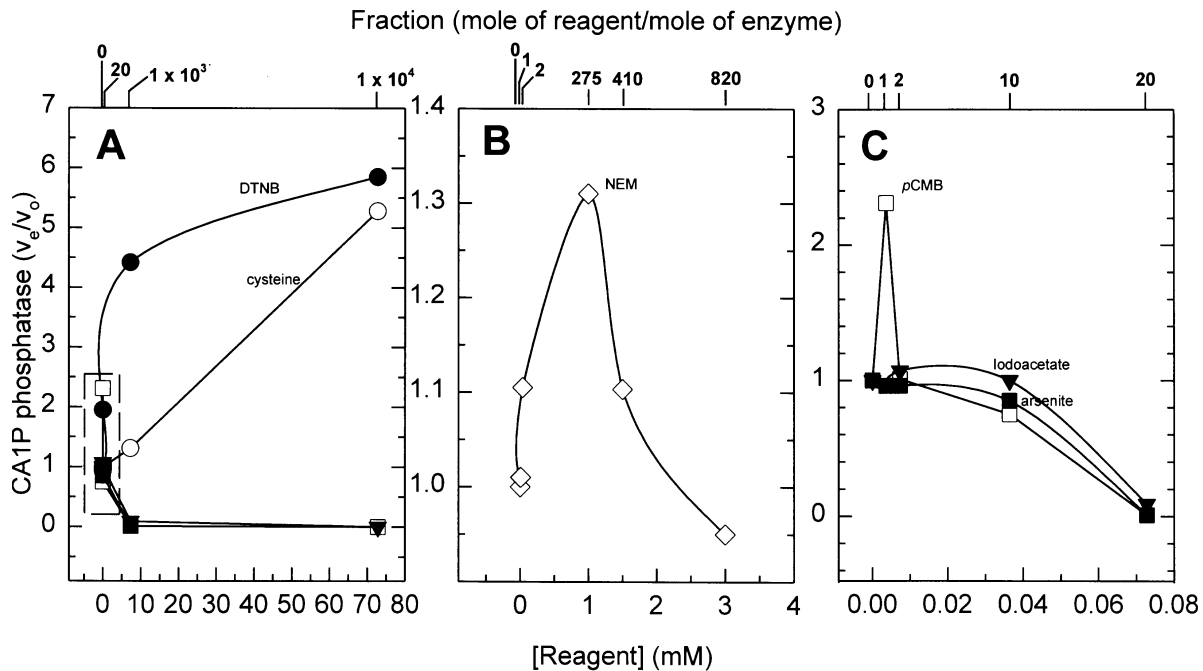 Fraction (mole of reagent/mole of enzyme)
0
20
1 x 10³
1 x 10⁴
0
1
2
275
410
820
0
1
2
10
20
A
B
C
CA1P phosphatase (vₑ/vₒ)
7
6
5
4
3
2
1
0
DTNB
cysteine
1.4
1.3
1.2
1.1
1.0
NEM
3
2
1
0
pCMB
Iodoacetate
arsenite
0 10 20 30 40 50 60 70 80
0 1 2 3 4
0.00 0.02 0.04 0.06 0.08
[Reagent] (mM)